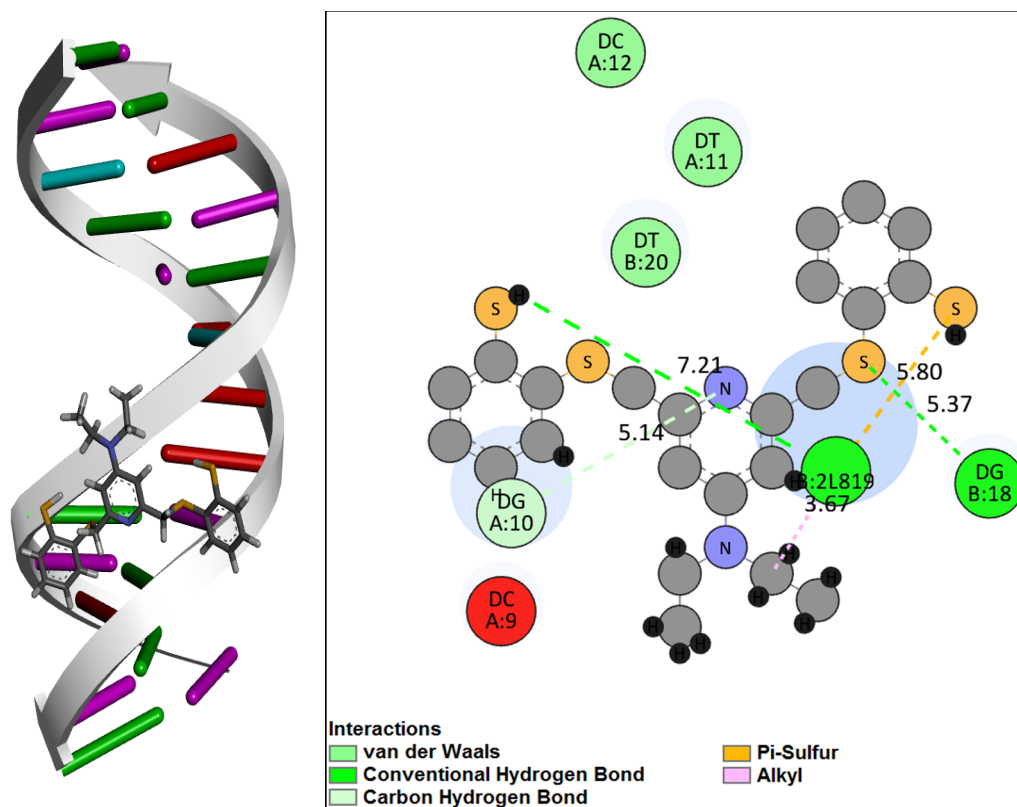 DC
A:12
DT
A:11
DT
B:20
S
H
S
7.21
N
S
H
S
5.80
5.37
5.14
H
H
B:2L819
3.67
DG
B:18
H
DG
A:10
N
H
H
H
H
H
H
H
H
DC
A:9
Interactions
van der Waals
Conventional Hydrogen Bond
Carbon Hydrogen Bond
Pi-Sulfur
Alkyl